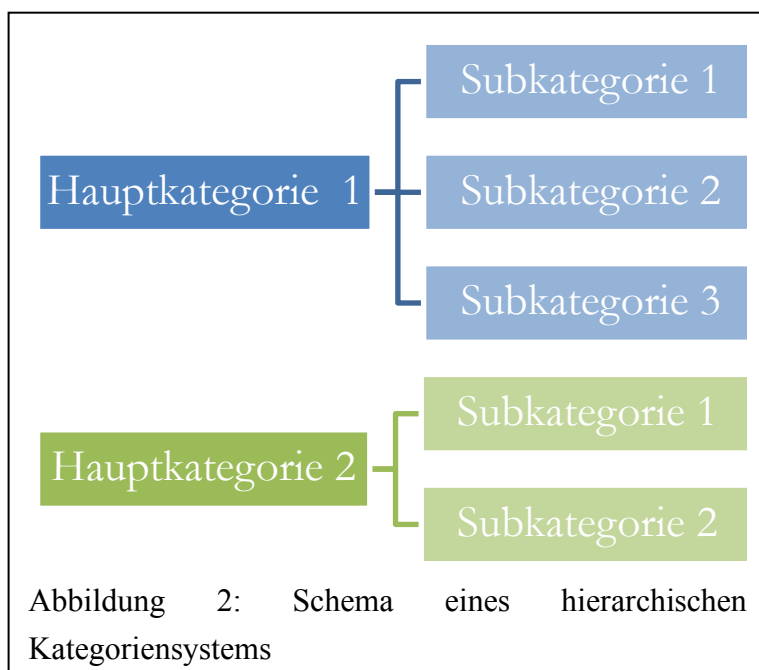 Subkategorie 1
Hauptkategorie 1
Subkategorie 2
Subkategorie 3
Subkategorie 1
Hauptkategorie 2
Subkategorie 2
Abbildung 2: Schema eines hierarchischen
Kategoriensystems